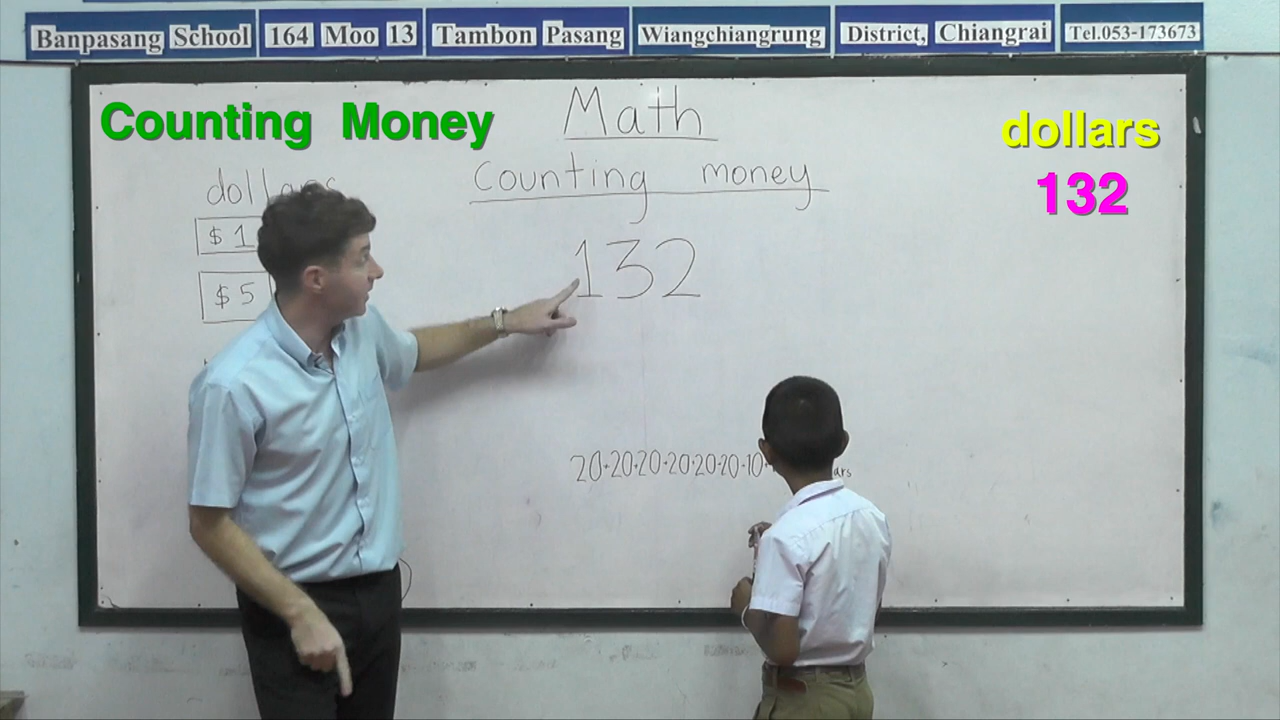 Banpasang School 164 Moo 13 Tambon Pasang Wiangchiangrung District, Chiangrai Tel.053-173673
Counting Money
Math
dollars
132
dollars
Counting money
$ 1
132
$ 5
20+20+20+20+20+20+10+